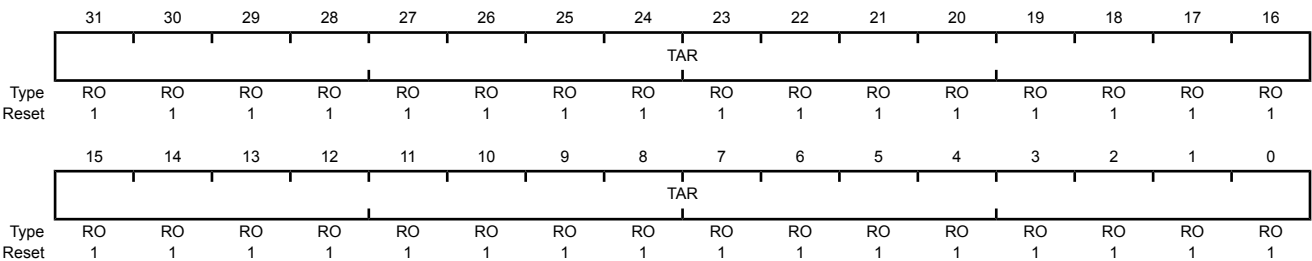 31 30 29 28 27 26 25 24 23 22 21 20 19 18 17 16
TAR
Type RO RO RO RO RO RO RO RO RO RO RO RO RO RO RO RO
Reset 1 1 1 1 1 1 1 1 1 1 1 1 1 1 1 1
15 14 13 12 11 10 9 8 7 6 5 4 3 2 1 0
TAR
Type RO RO RO RO RO RO RO RO RO RO RO RO RO RO RO RO
Reset 1 1 1 1 1 1 1 1 1 1 1 1 1 1 1 1